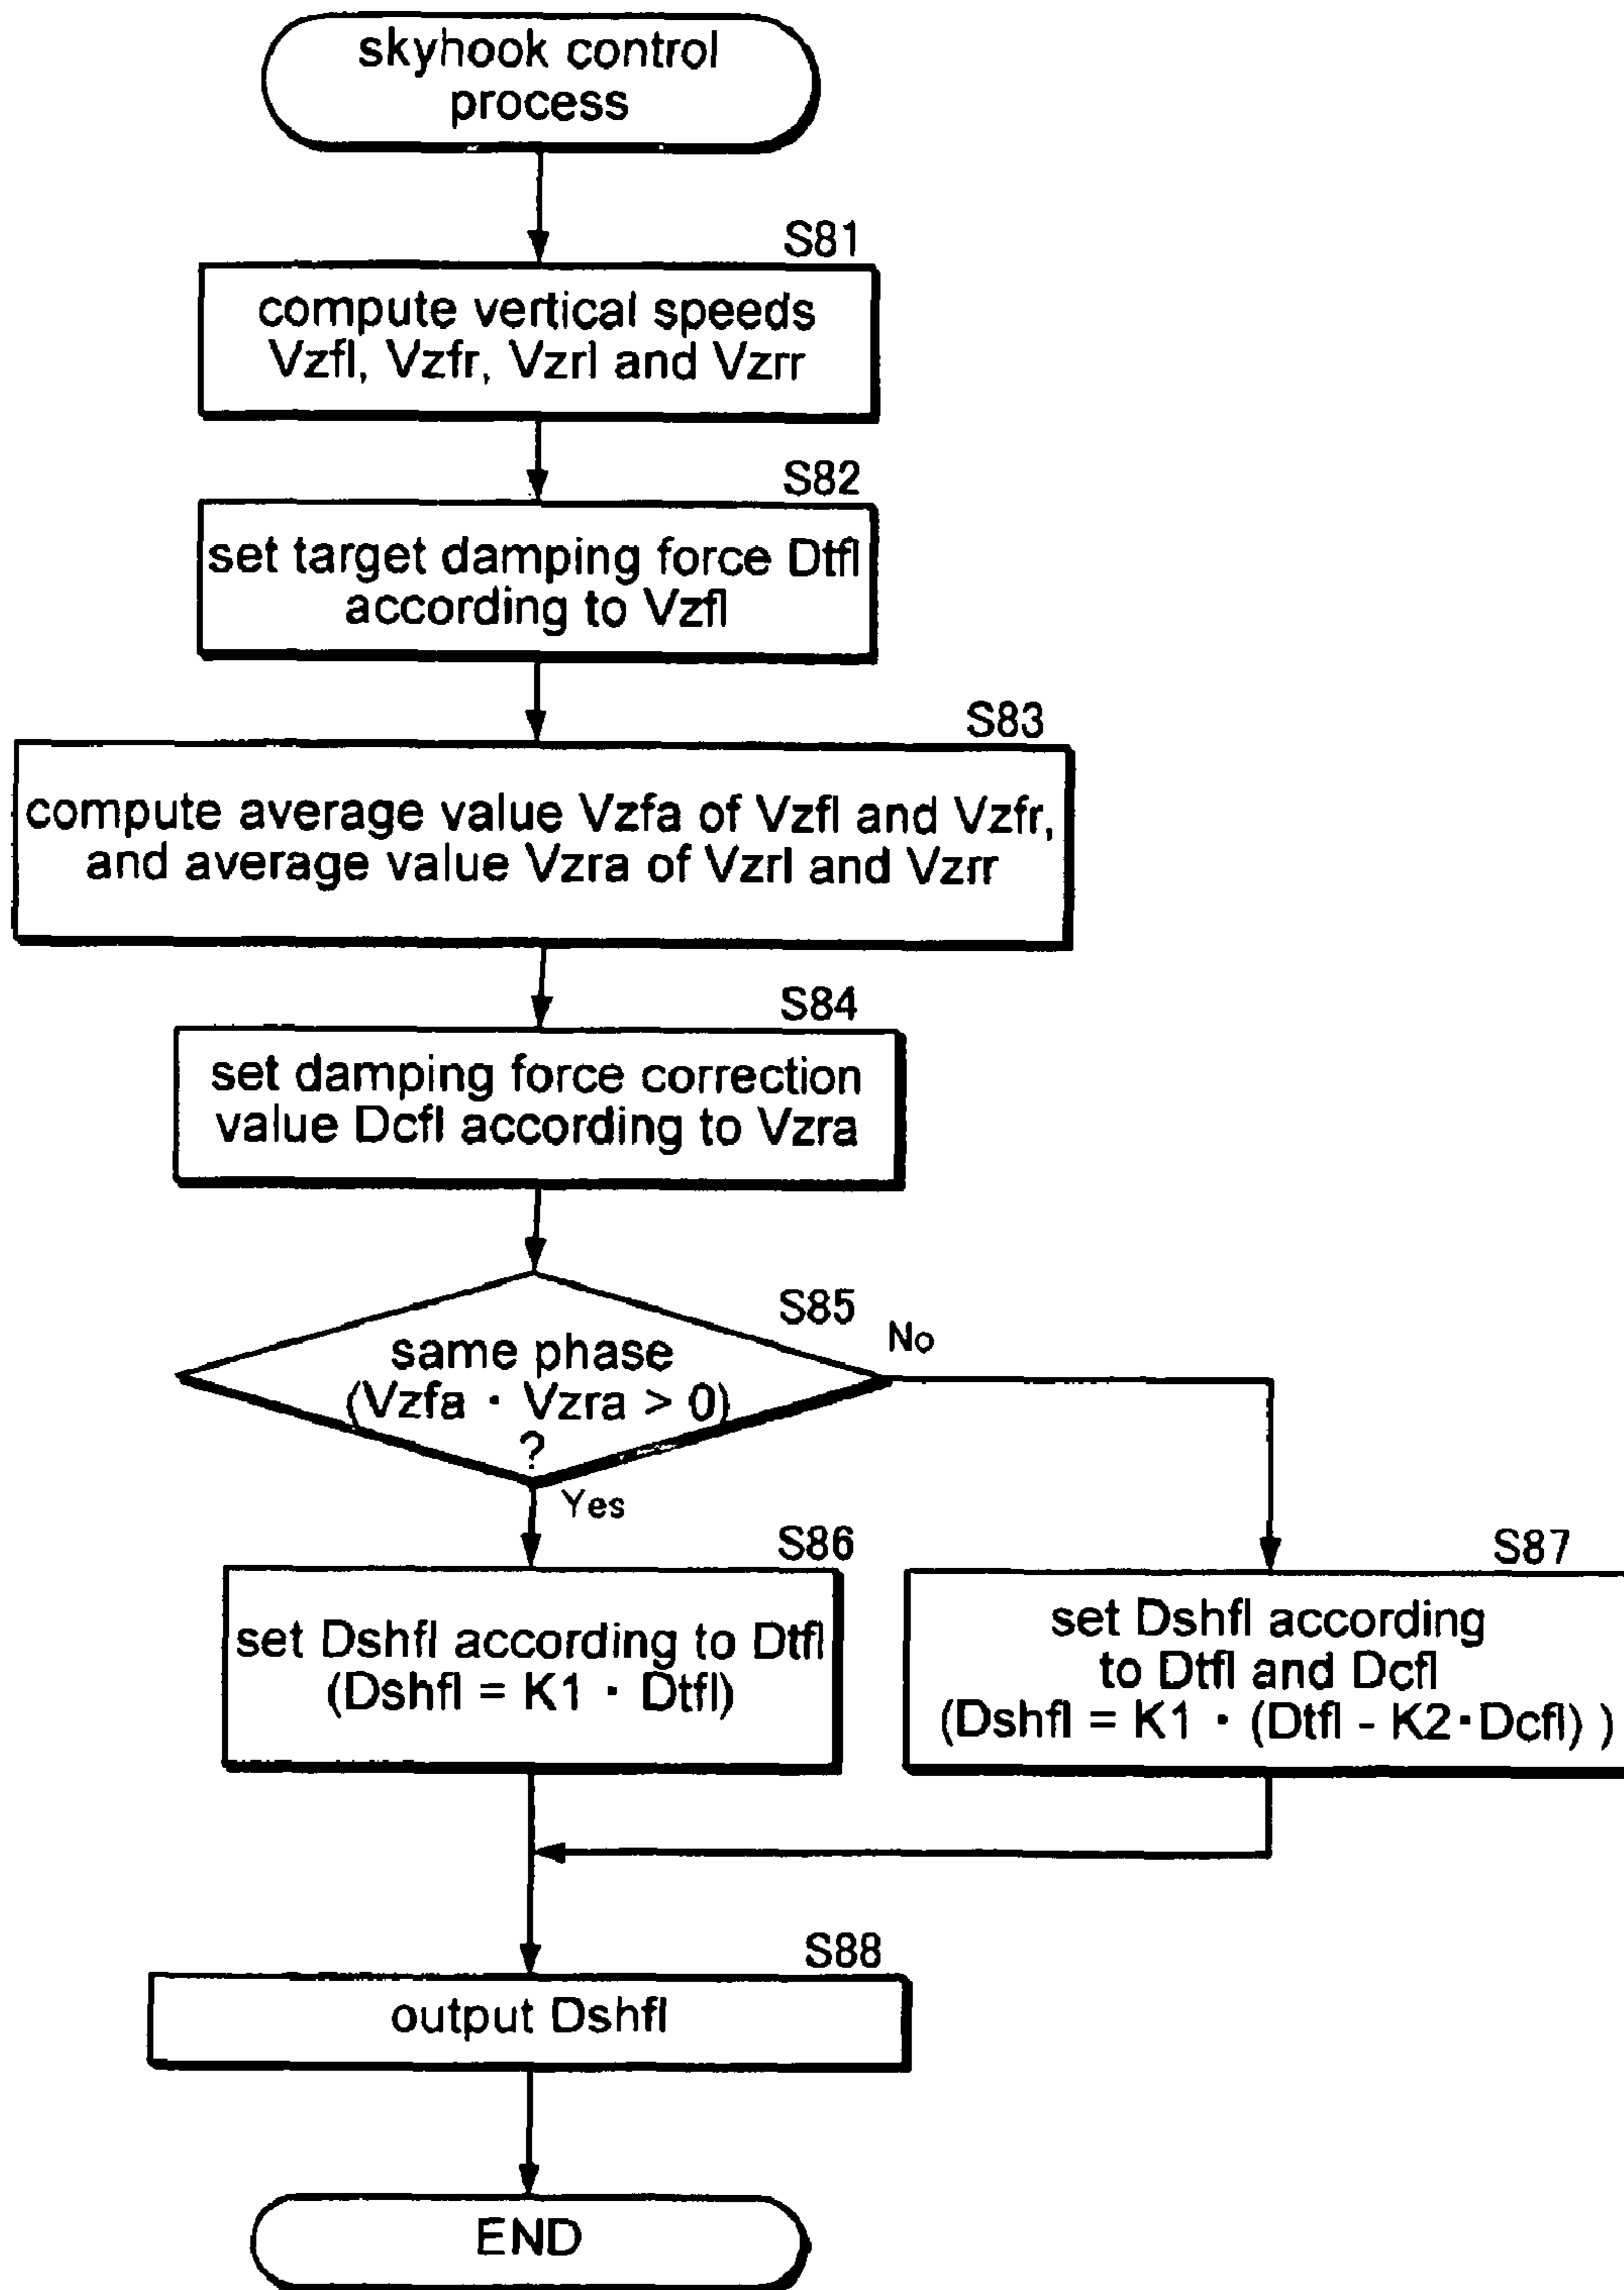 skyhook control
process
S81
compute vertical speeds
Vzfl, Vzfr, Vzrl and Vzrr
S82
set target damping force Dtfl
according to Vzfl
S83
compute average value Vzfa of Vzfl and Vzfr,
and average value Vzra of Vzrl and Vzrr
S84
set damping force correction
value Dcfl according to Vzra
S85
same phase
(Vzfa · Vzra > 0)
?
No
Yes
S86
set Dshfl according to Dtfl
(Dshfl = K1 · Dtfl)
S87
set Dshfl according
to Dtfl and Dcfl
(Dshfl = K1 · (Dtfl - K2·Dcfl) )
S88
output Dshfl
END